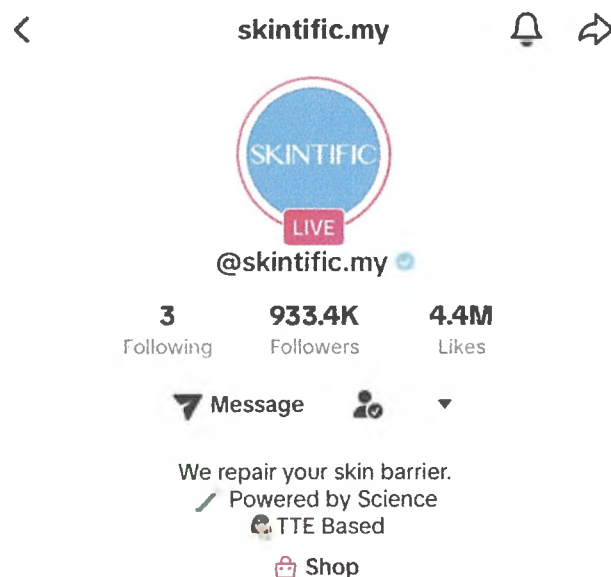 skintific.my
SKINTIFIC
LIVE
@skintific.my
3 933.4K 4.4M
Following Followers Likes
Message
We repair your skin barrier.
Powered by Science
TTE Based
Shop